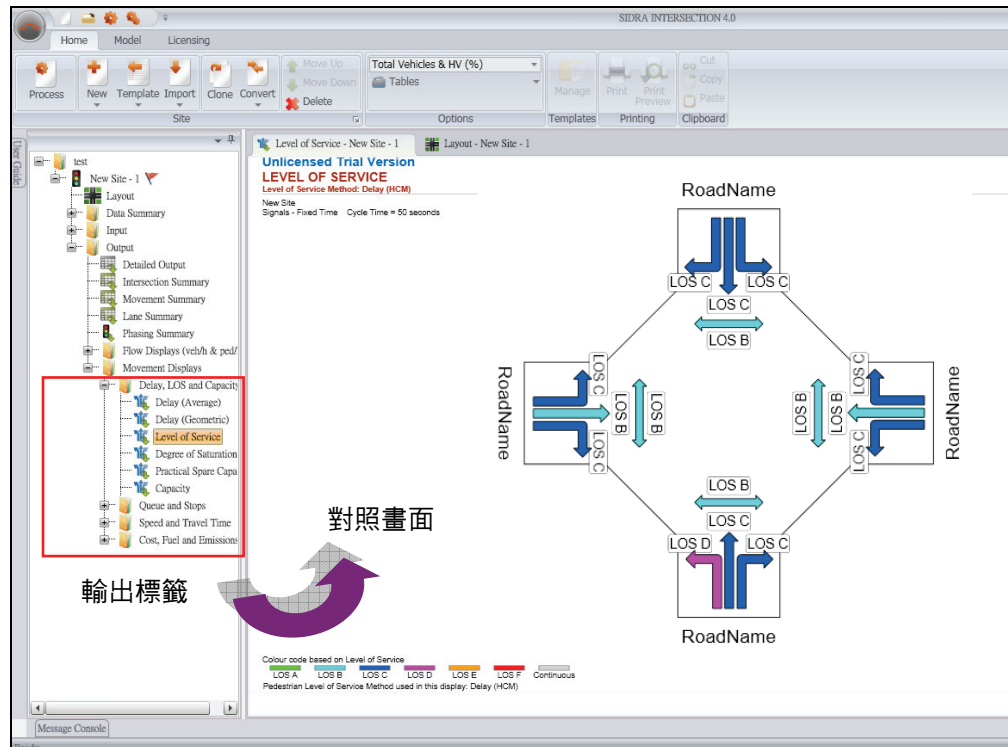 SIDRA INTERSECTION 4.0
Home Model Licensing
Process
New
Template
Import
Clone
Convert
Move Up
Move Down
Delete
Site
Total Vehicles & HV (%)
Tables
Options
Manage
Templates
Print
Print Preview
Printing
Cut
Copy
Paste
Clipboard
User Guide
test
New Site - 1
Layout
Data Summary
Input
Output
Detailed Output
Intersection Summary
Movement Summary
Lane Summary
Phasing Summary
Flow Displays (veh/h & ped/
Movement Displays
Delay, LOS and Capacity
Delay (Average)
Delay (Geometric)
Level of Service
Degree of Saturation
Practical Spare Capa
Capacity
Queue and Stops
Speed and Travel Time
Cost, Fuel and Emissions
輸出標籤
對照畫面
Level of Service - New Site - 1
Layout - New Site - 1
Unlicensed Trial Version
LEVEL OF SERVICE
Level of Service Method: Delay (HCM)
New Site
Signals - Fixed Time Cycle Time = 50 seconds
RoadName
LOS C
LOS C
LOS C
LOS B
RoadName
LOS C
LOS B
LOS B
LOS C
LOS C
LOS B
LOS B
LOS C
RoadName
LOS B
LOS C
LOS D
LOS C
RoadName
Colour code based on Level of Service
LOS A LOS B LOS C LOS D LOS E LOS F Continuous
Pedestrian Level of Service Method used in this display: Delay (HCM)
Message Console